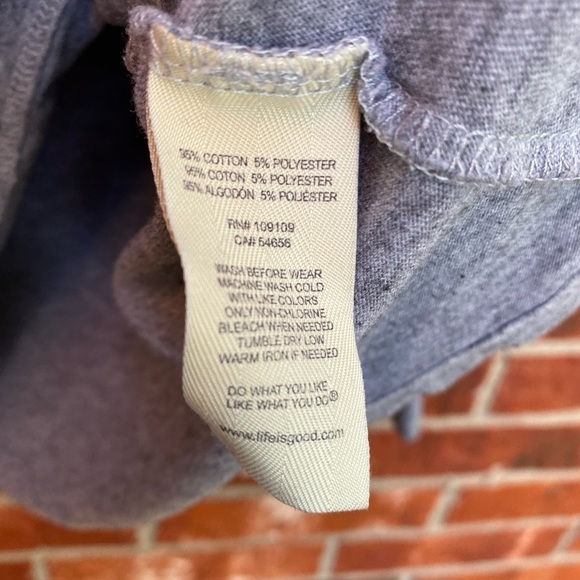 95% COTTON 5% POLYESTER
95% COTON 5% POLYESTER
95% ALGODÓN 5% POLIÉSTER
RN# 109109
CA# 54656
WASH BEFORE WEAR
MACHINE WASH COLD
WITH LIKE COLORS
ONLY NON-CHLORINE
BLEACH WHEN NEEDED
TUMBLE DRY LOW
WARM IRON IF NEEDED
DO WHAT YOU LIKE
LIKE WHAT YOU DO®
www.lifeisgood.com